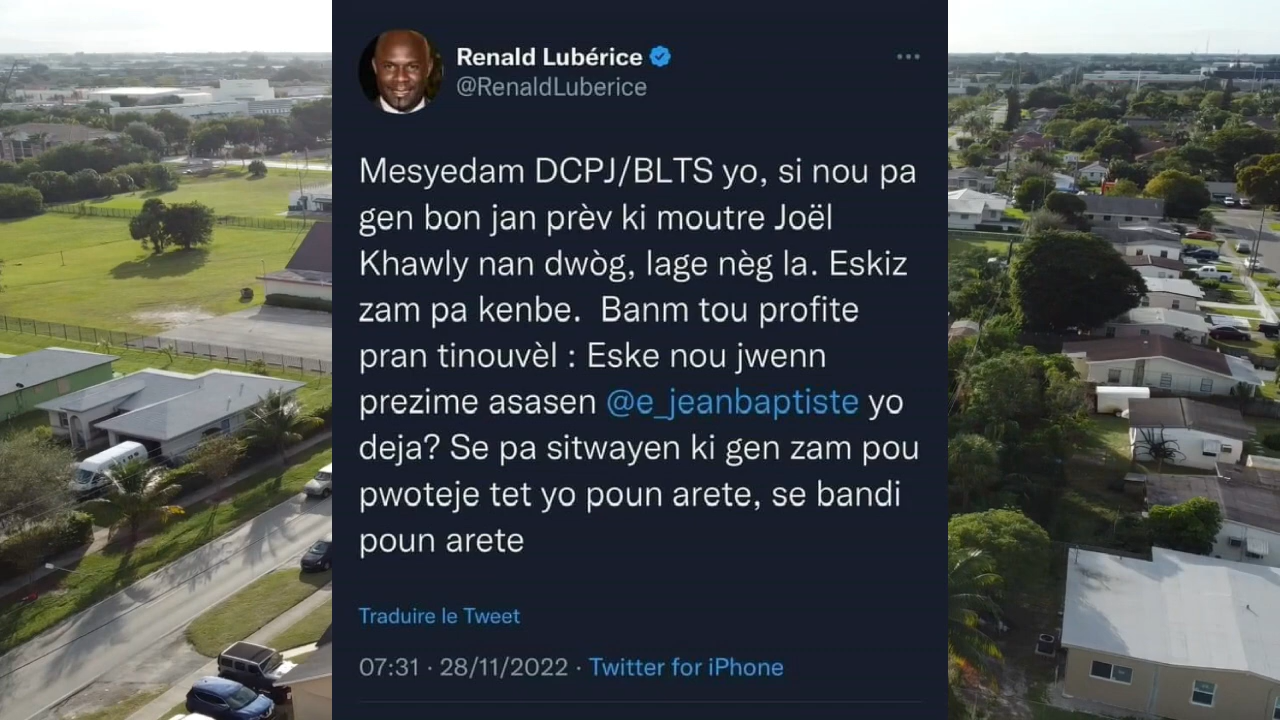 Renald Lubérice
@RenaldLuberice
Mesyedam DCPJ/BLTS yo, si nou pa
gen bon jan prèv ki moutre Joël
Khawly nan dwòg, lage nèg la. Eskiz
zam pa kenbe.  Banm tou profite
pran tinouvèl : Eske nou jwenn
prezime asasen @e_jeanbaptiste yo
deja? Se pa sitwayen ki gen zam pou
pwoteje tet yo poun arete, se bandi
poun arete
Traduire le Tweet
07:31 · 28/11/2022 · Twitter for iPhone